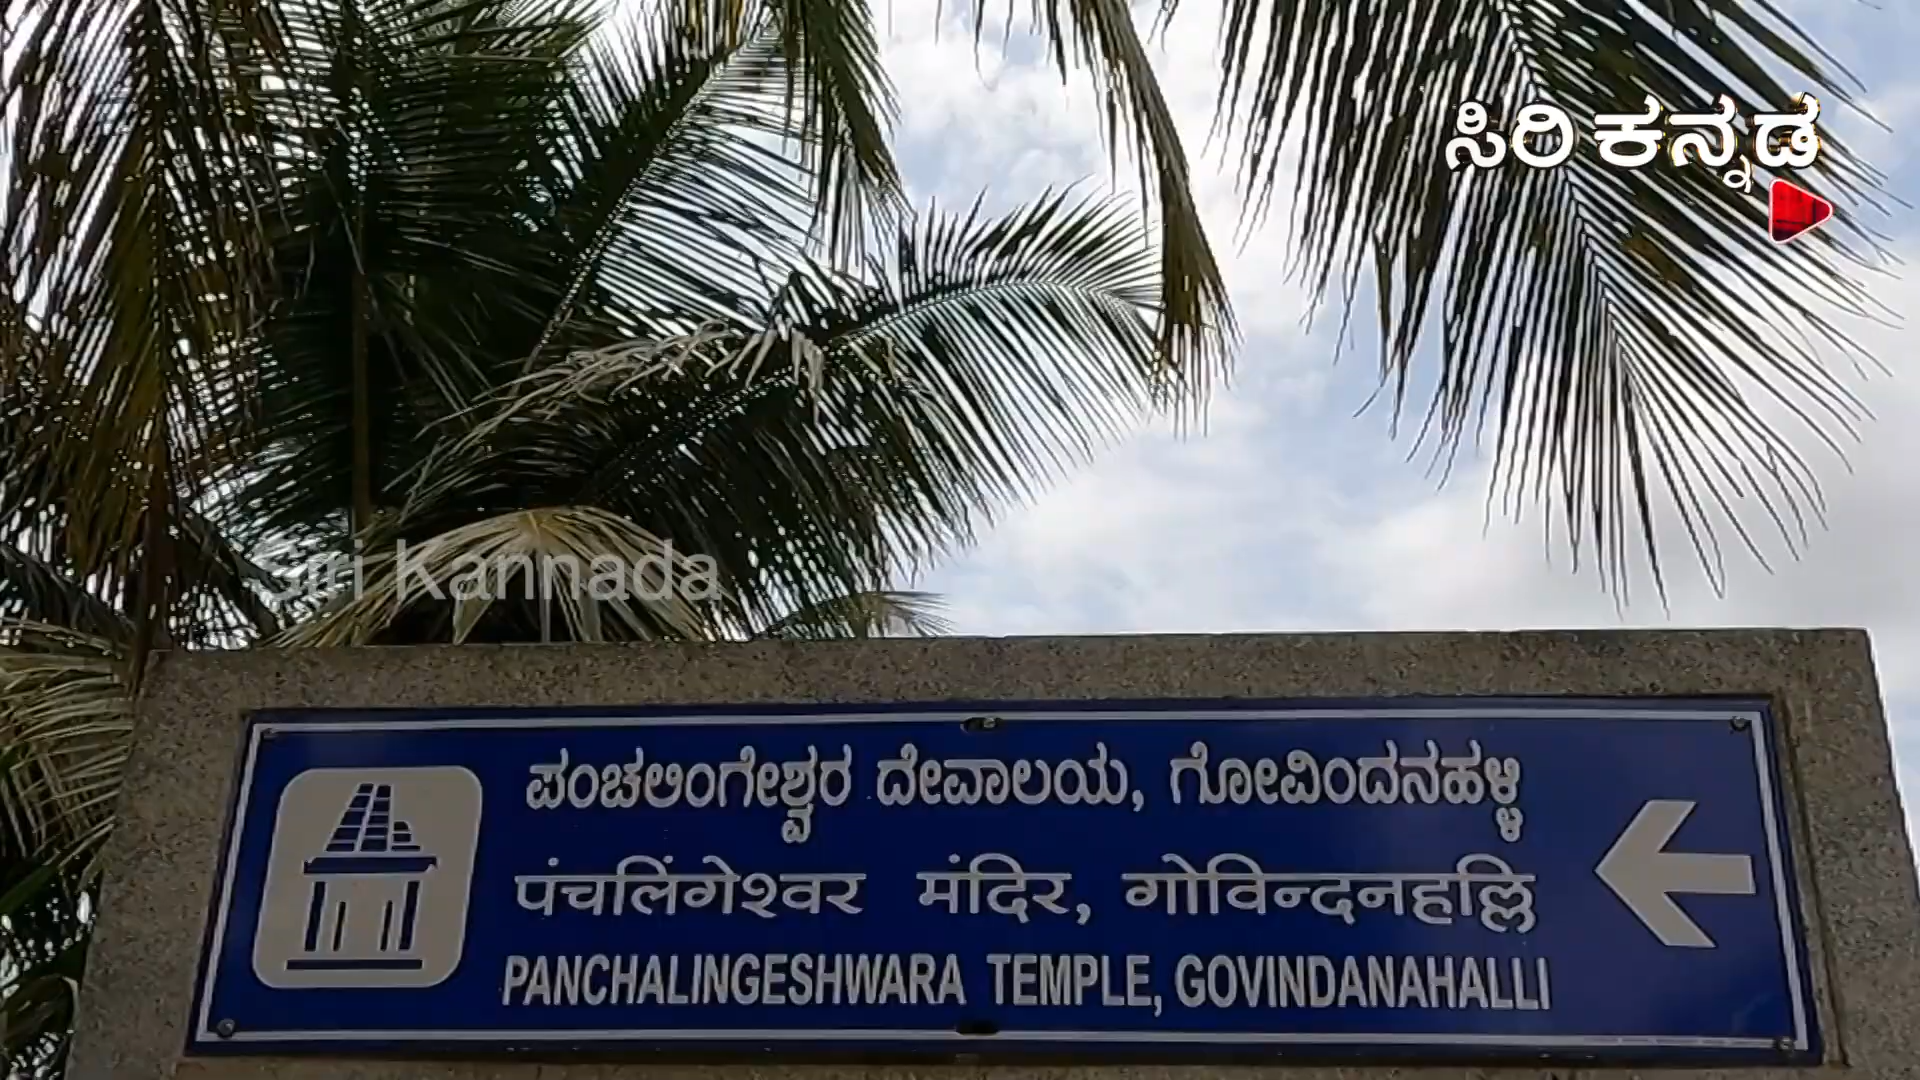 ಸಿರಿ ಕನ್ನಡ
Siri Kannada
ಪಂಚಲಿಂಗೇಶ್ವರ ದೇವಾಲಯ, ಗೋವಿಂದನಹಳ್ಳಿ
पंचलिंगेश्वर मंदिर, गोविन्दनहल्लि
PANCHALINGESHWARA TEMPLE, GOVINDANAHALLI